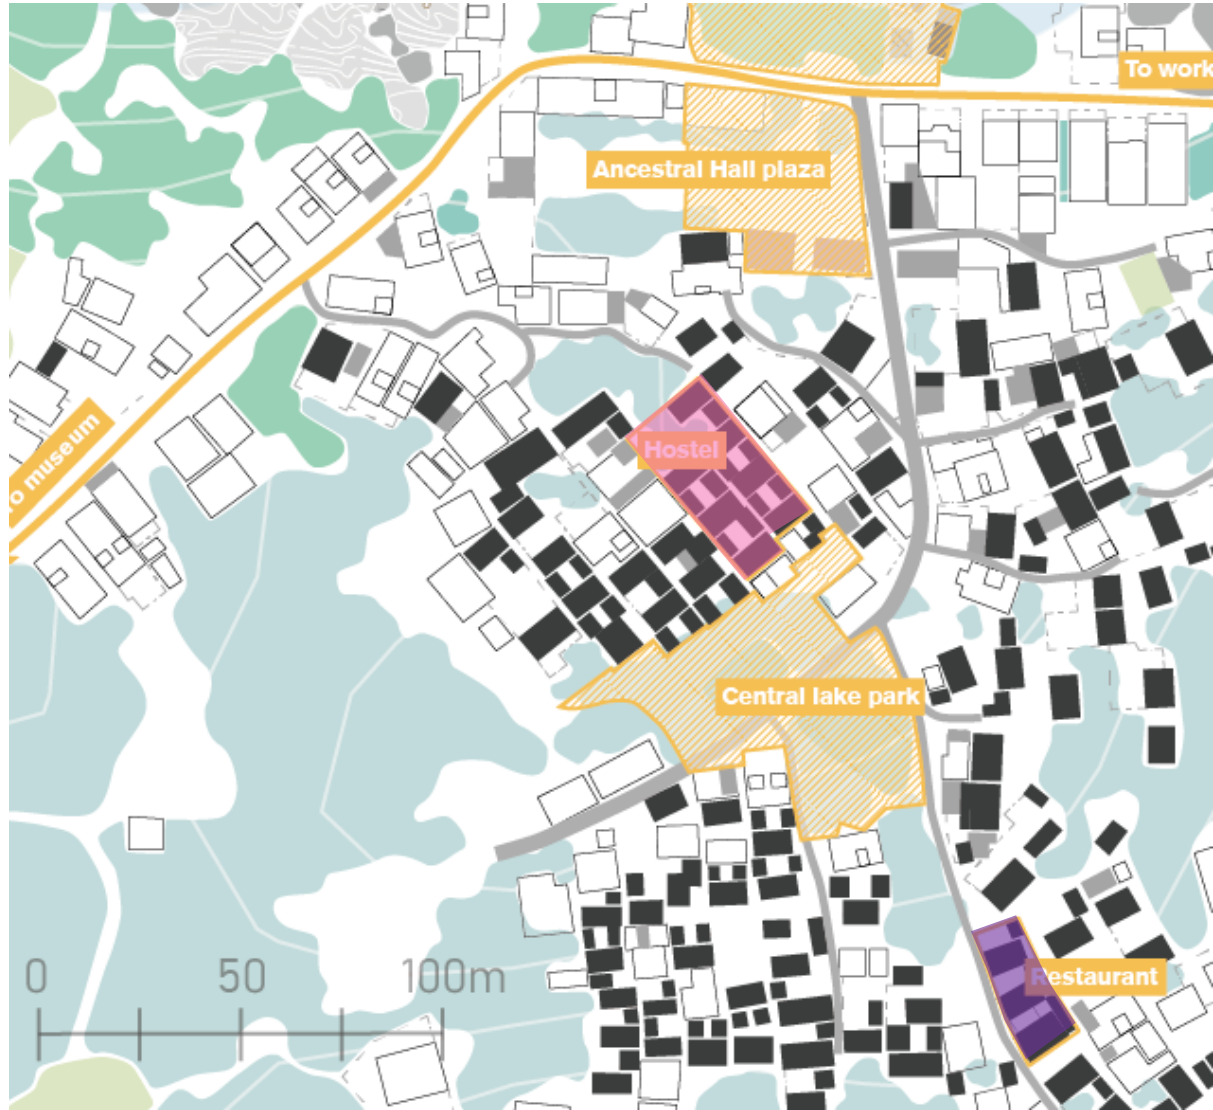 To work
Ancestral Hall plaza
To museum
Hostel
Central lake park
Restaurant
0 50 100m